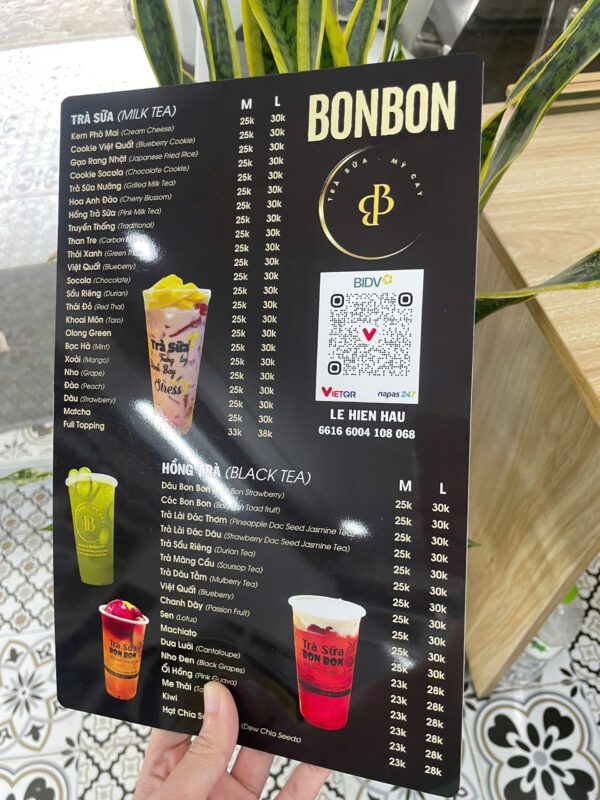 TRÀ SỮA (MILK TEA) M L
Kem Phô Mai (Cream Cheese) 25k 30k
Cookie Việt Quất (Blueberry Cookie) 25k 30k
Gạo Rang Nhật (Japanese Fried Rice) 25k 30k
Cookie Socola (Chocolate Cookie) 25k 30k
Trà Sữa Nướng (Grilled Milk Tea) 25k 30k
Hoa Anh Đào (Cherry Blossom) 25k 30k
Hồng Trà Sữa (Pink Milk Tea) 25k 30k
Truyền Thống (Traditional) 25k 30k
Than Tre (Carbon 25k 30k
Thái Xanh (Green 25k 30k
Việt Quất (Blueberry) 25k 30k
Socola (Chocolate) 25k 30k
Sầu Riêng (Durian) 25k 30k
Thái Đỏ (Red Thai) 25k 30k
Khoai Môn (Taro) 25k 30k
Olong Green 25k 30k
Bạc Hà (Mint) 25k 30k
Xoài (Mango) 25k 30k
Nho (Grape) 25k 30k
Đào (Peach) 25k 30k
Dâu (Strawberry) 25k 30k
Matcha 25k 30k
Full Topping 33k 38k
Trà Sữa
BONBON
TRÀ SỮA · MỲ CAY
B
BIDV
VIETQR napas 247
LE HIEN HAU
6616 6004 108 068
HỒNG TRÀ (BLACK TEA) M L
Dâu Bon Bon Bon Strawberry) 25k 30k
Cóc Bon Bon Toad fruit) 25k 30k
Trà Lài Đác Thơm (Pineapple Dac Seed Jasmine Tea) 25k 30k
Trà Lài Đác Dâu (Strawberry Dac Seed Jasmine Tea) 25k 30k
Trà Sầu Riêng (Durian Tea) 25k 30k
Trà Mãng Cầu (Soursop Tea) 25k 30k
Trà Dâu Tằm (Mulberry Tea) 25k 30k
Việt Quất (Blueberry) 25k 30k
Chanh Dây (Passion Fruit) 25k 30k
Sen (Lotus) 25k 30k
Machiato 25k 30k
Dưa Lưới (Cantaloupe) 23k 28k
Nho Đen (Black Grapes) 23k 28k
Ổi Hồng (Pink Guava) 23k 28k
Me Thái 23k 28k
Kiwi 23k 28k
Hạt Chia (Dew Chia Seeds) 23k 28k
Trà Sữa
BON BON
Trà Sữa
BON BON